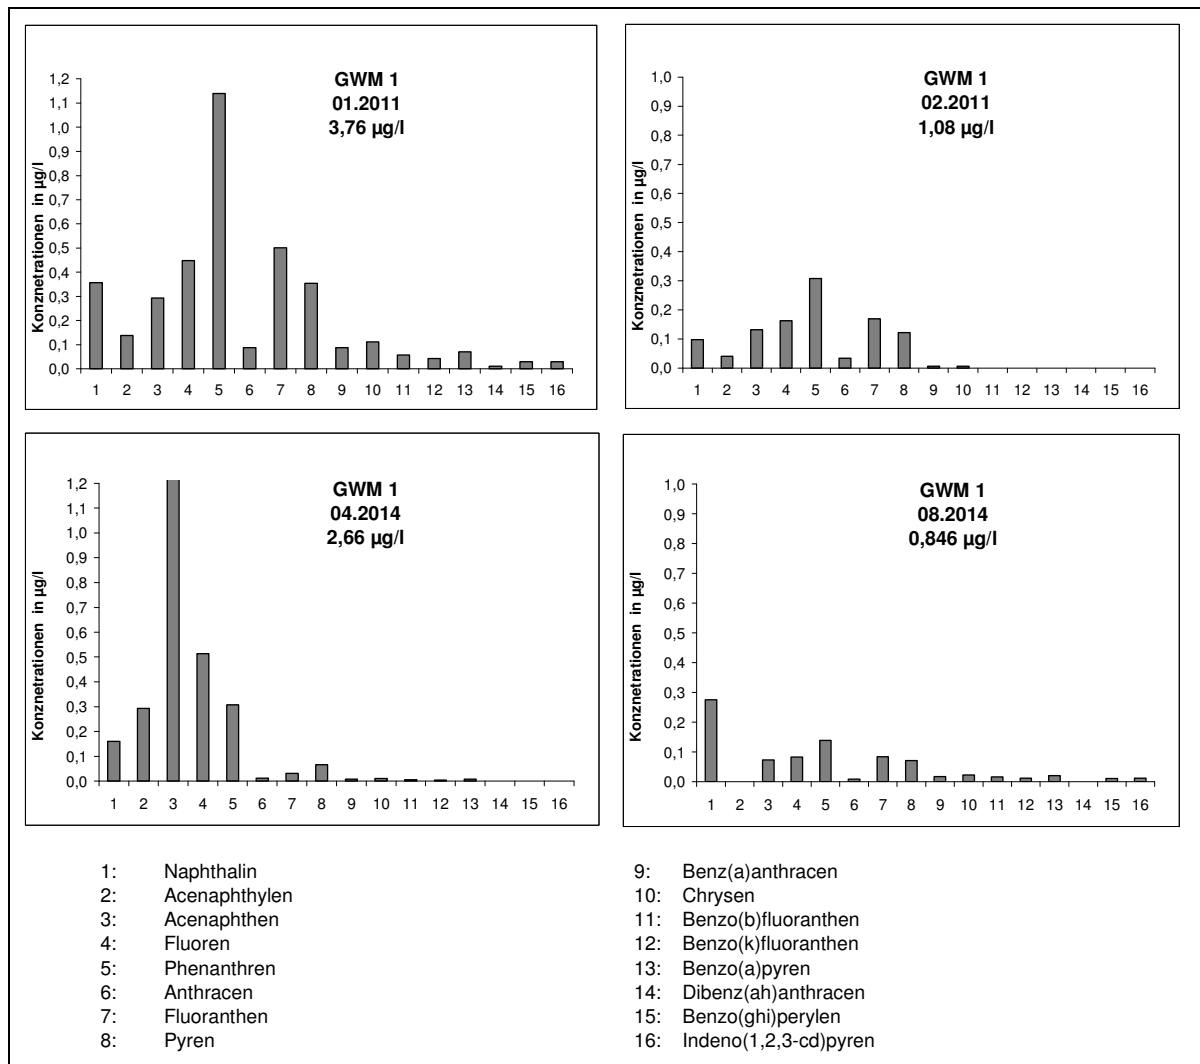 GWM 1
01.2011
3,76 µg/l
Konznetrationen in µg/l
1,2
1,1
1,0
0,9
0,8
0,7
0,6
0,5
0,4
0,3
0,2
0,1
0,0
1 2 3 4 5 6 7 8 9 10 11 12 13 14 15 16
GWM 1
02.2011
1,08 µg/l
Konznetrationen in µg/l
1,0
0,9
0,8
0,7
0,6
0,5
0,4
0,3
0,2
0,1
0,0
1 2 3 4 5 6 7 8 9 10 11 12 13 14 15 16
GWM 1
04.2014
2,66 µg/l
Konznetrationen in µg/l
1,2
1,1
1,0
0,9
0,8
0,7
0,6
0,5
0,4
0,3
0,2
0,1
0,0
1 2 3 4 5 6 7 8 9 10 11 12 13 14 15 16
GWM 1
08.2014
0,846 µg/l
Konznetrationen in µg/l
1,0
0,9
0,8
0,7
0,6
0,5
0,4
0,3
0,2
0,1
0,0
1 2 3 4 5 6 7 8 9 10 11 12 13 14 15 16
1: Naphthalin
2: Acenaphthylen
3: Acenaphthen
4: Fluoren
5: Phenanthren
6: Anthracen
7: Fluoranthen
8: Pyren
9: Benz(a)anthracen
10: Chrysen
11: Benzo(b)fluoranthen
12: Benzo(k)fluoranthen
13: Benzo(a)pyren
14: Dibenz(ah)anthracen
15: Benzo(ghi)perylen
16: Indeno(1,2,3-cd)pyren